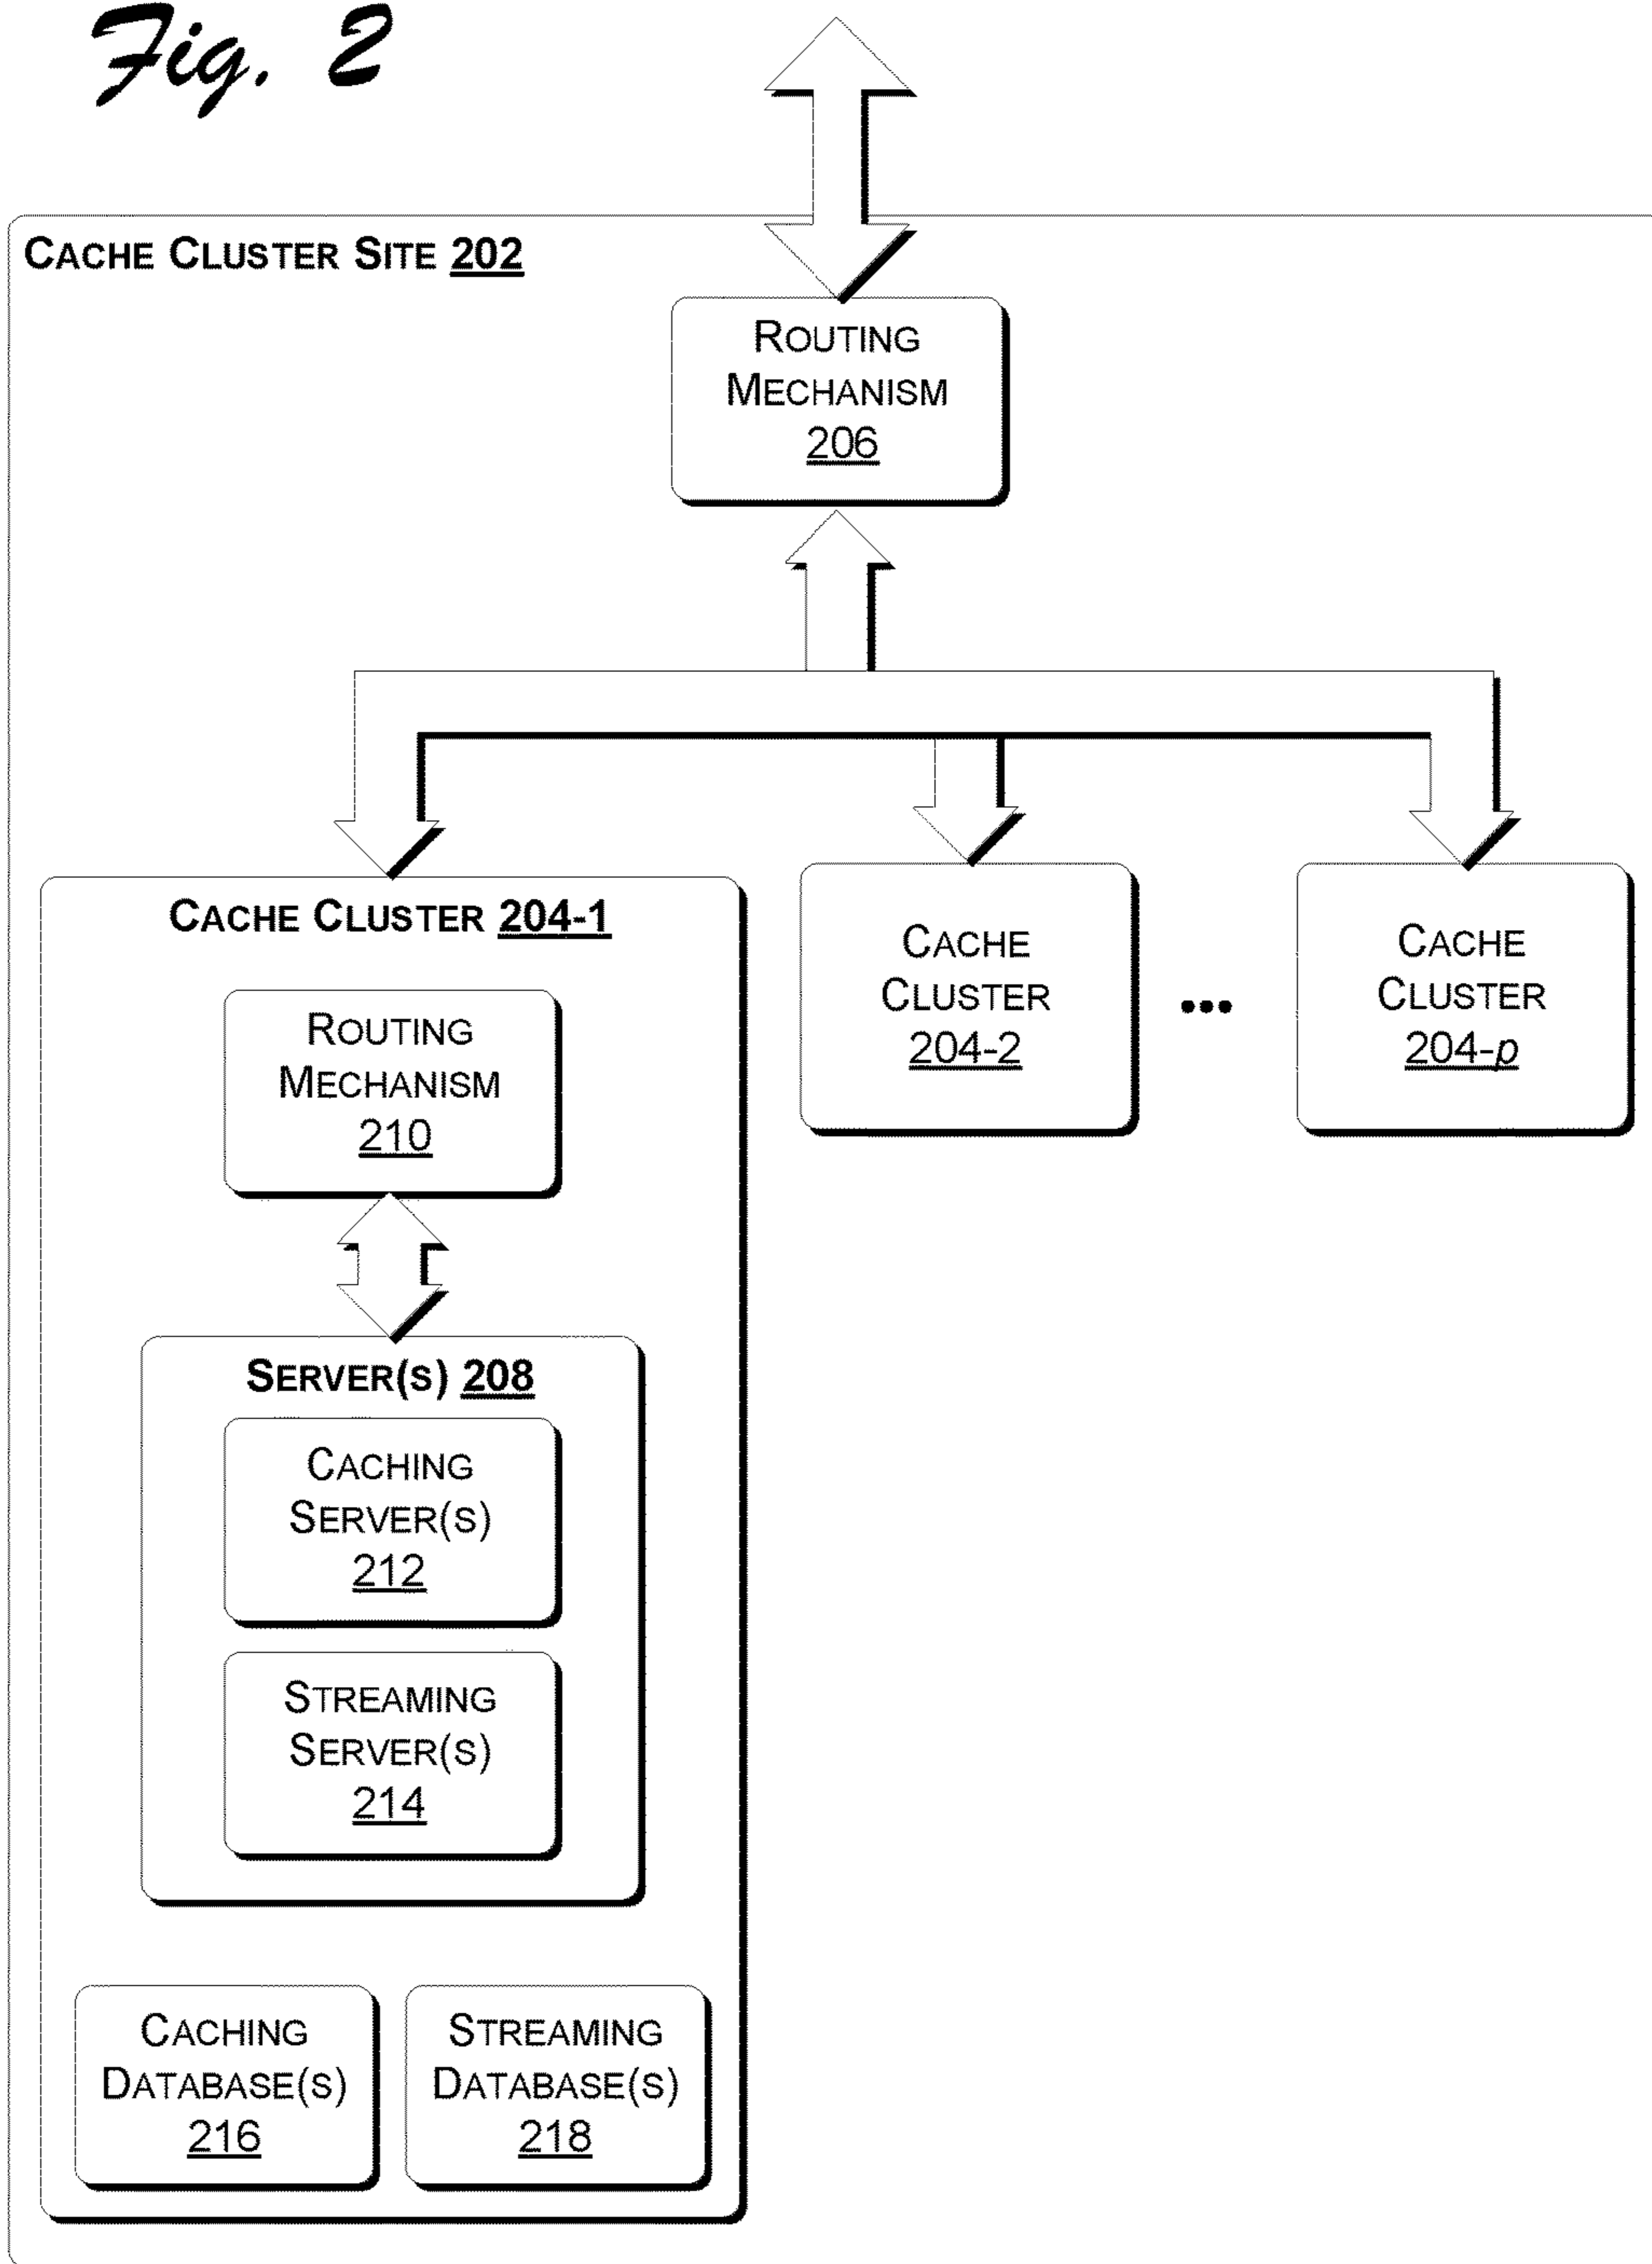 Fig. 2
CACHE CLUSTER SITE 202
ROUTING
MECHANISM
206
CACHE CLUSTER 204-1
ROUTING
MECHANISM
210
SERVER(S) 208
CACHING
SERVER(S)
212
STREAMING
SERVER(S)
214
CACHING
DATABASE(S)
216
STREAMING
DATABASE(S)
218
CACHE
CLUSTER
204-2
•••
CACHE
CLUSTER
204-p